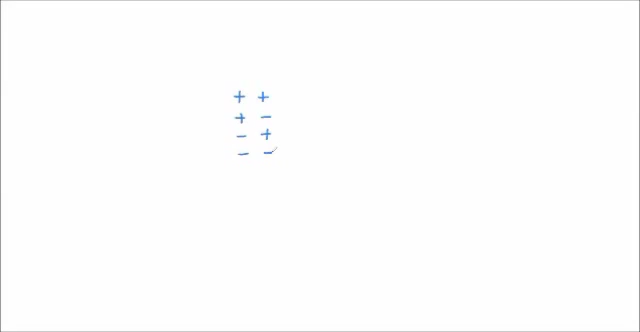 + +
+ −
− +
− −